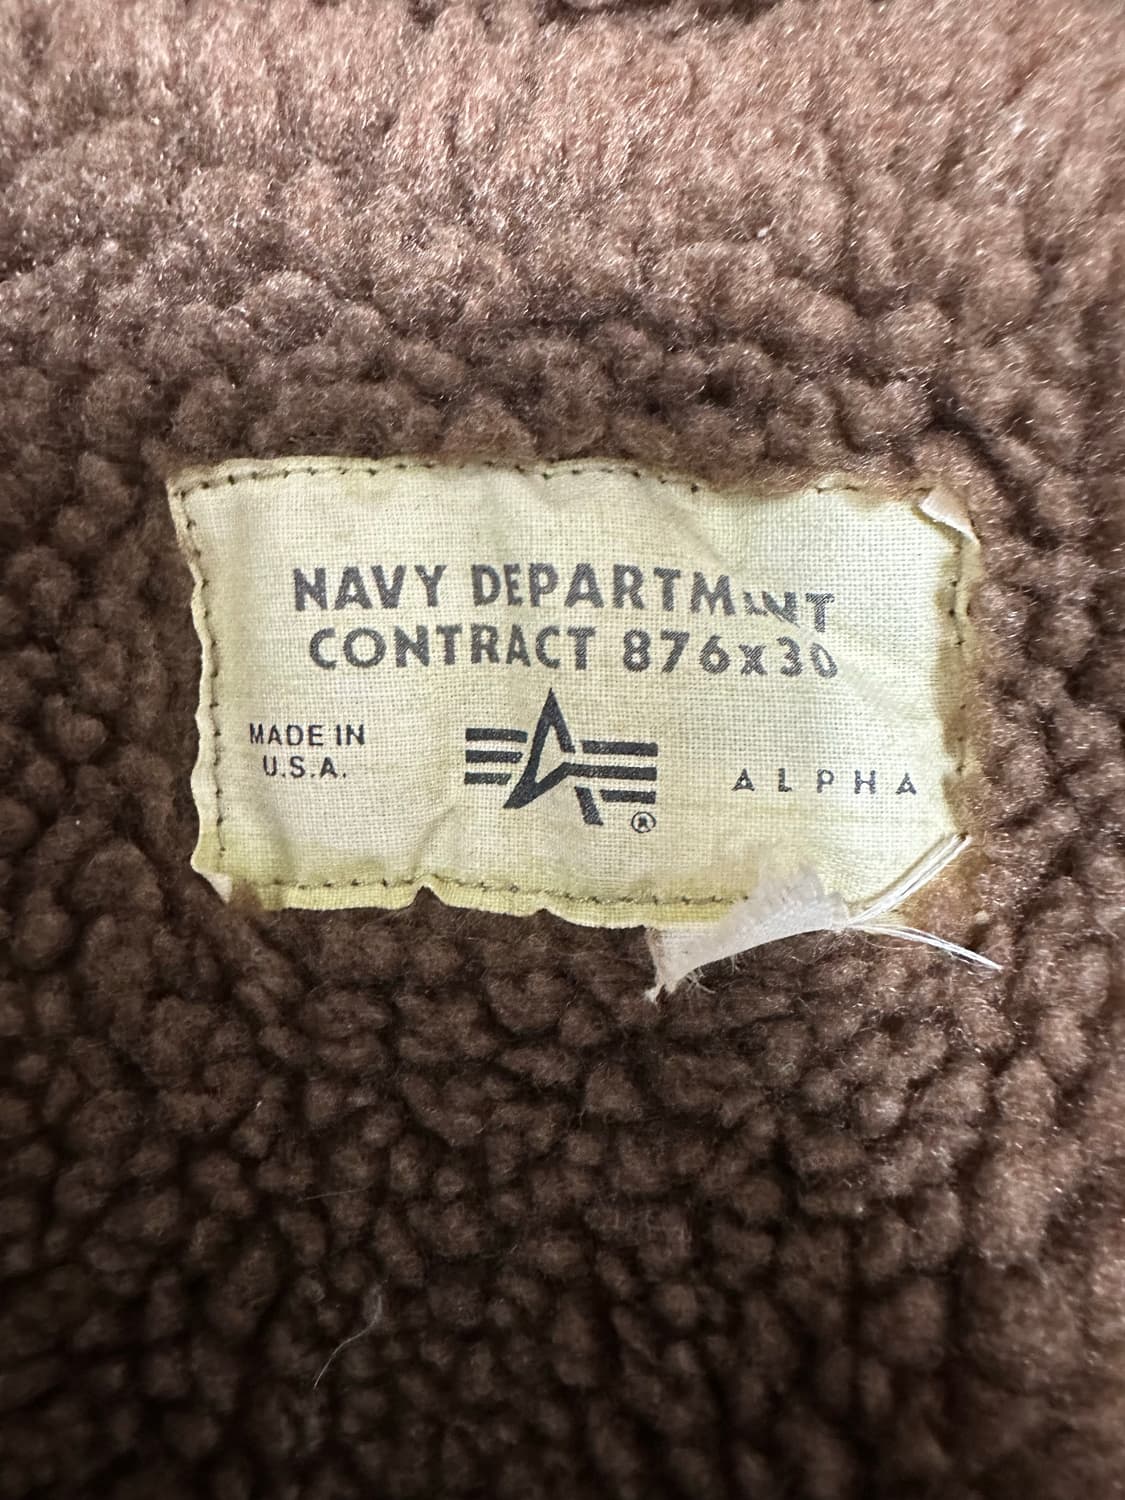 NAVY DEPARTMENT
CONTRACT 876x30
MADE IN
U.S.A.
®
ALPHA